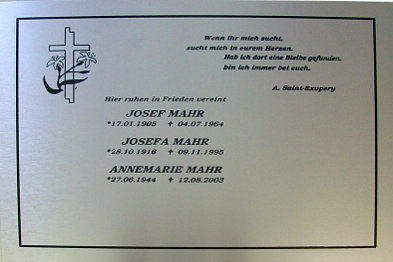 Wenn ihr mich sucht,
sucht mich in eurem Herzen.
Hab ich dort eine Bleibe gefunden.
bin ich immer bei euch.
A. Saint-Exupery
Hier ruhen in Frieden vereint
JOSEF MAHR
*17.01.1905 ✝ 04.07.1964
JOSEFA MAHR
*28.10.1916 ✝ 09.11.1995
ANNEMARIE MAHR
*27.06.1944 ✝ 12.08.2003